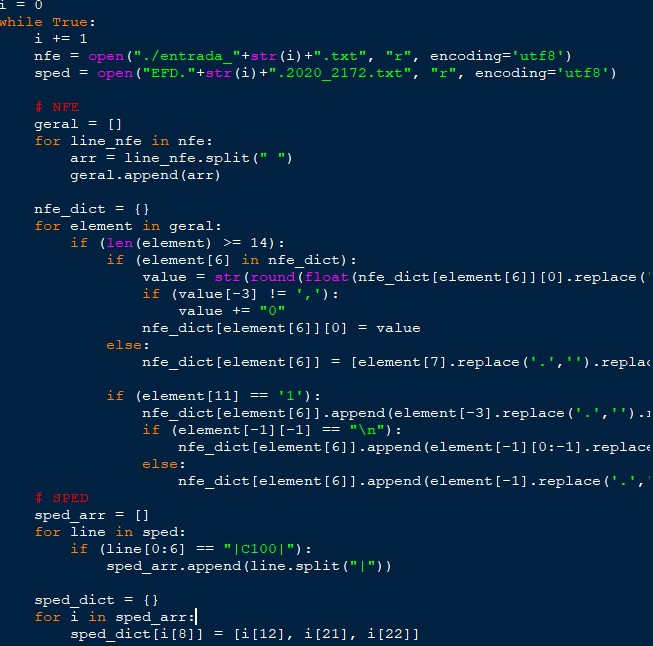 i = 0
while True:
    i += 1
    nfe = open("./entrada_"+str(i)+".txt", "r", encoding='utf8')
    sped = open("EFD."+str(i)+".2020_2172.txt", "r", encoding='utf8')

    # NFE
    geral = []
    for line_nfe in nfe:
        arr = line_nfe.split(" ")
        geral.append(arr)

    nfe_dict = {}
    for element in geral:
        if (len(element) >= 14):
            if (element[6] in nfe_dict):
                value = str(round(float(nfe_dict[element[6]][0].replace('
                if (value[-3] != ','):
                    value += "0"
                nfe_dict[element[6]][0] = value
            else:
                nfe_dict[element[6]] = [element[7].replace('.','').replac

            if (element[11] == '1'):
                nfe_dict[element[6]].append(element[-3].replace('.','').r
                if (element[-1][-1] == "\n"):
                    nfe_dict[element[6]].append(element[-1][0:-1].replace
                else:
                    nfe_dict[element[6]].append(element[-1].replace('.','
    # SPED
    sped_arr = []
    for line in sped:
        if (line[0:6] == "|C100|"):
            sped_arr.append(line.split("|"))

    sped_dict = {}
    for i in sped_arr:
        sped_dict[i[8]] = [i[12], i[21], i[22]]